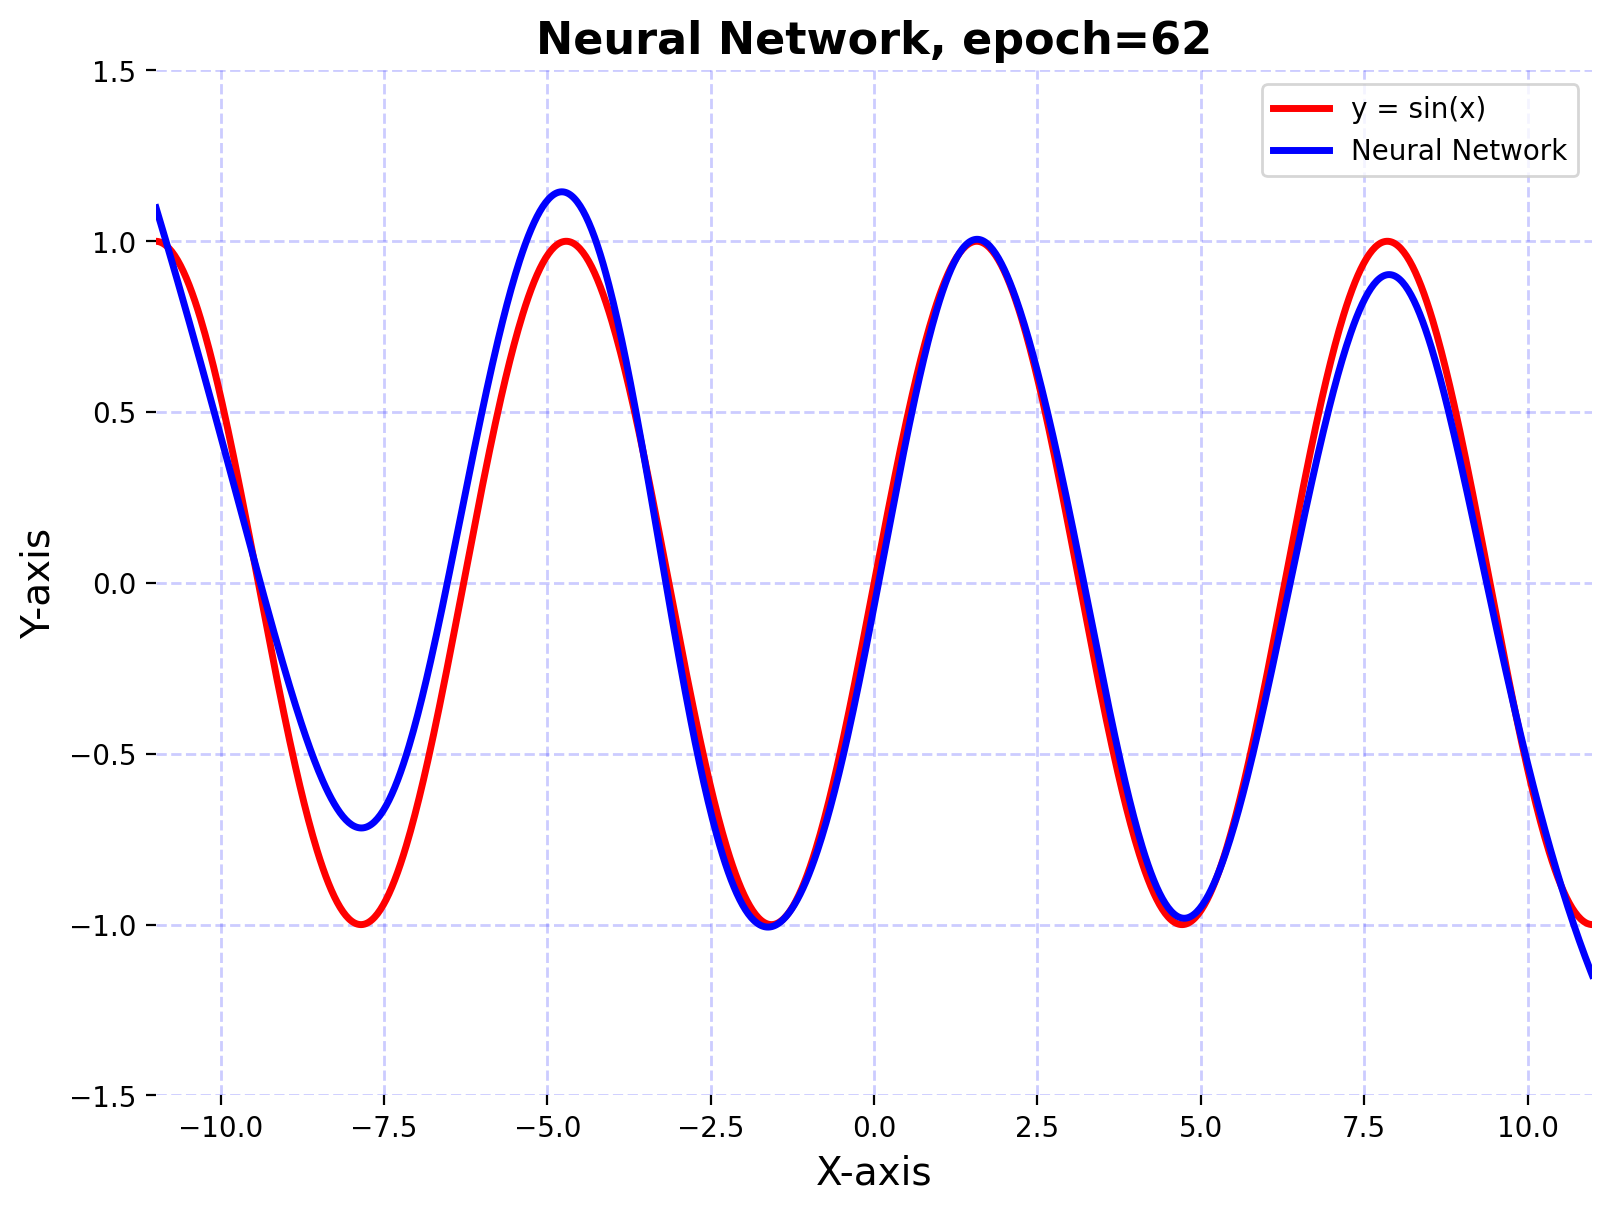 Neural Network, epoch=62
y = sin(x)
Neural Network
1.5
1.0
0.5
0.0
−0.5
−1.0
−1.5
Y-axis
−10.0 −7.5 −5.0 −2.5 0.0 2.5 5.0 7.5 10.0
X-axis